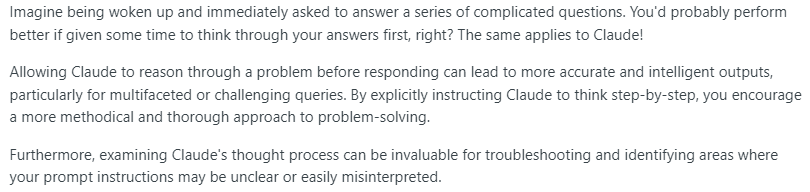 Imagine being woken up and immediately asked to answer a series of complicated questions. You'd probably perform
better if given some time to think through your answers first, right? The same applies to Claude!
Allowing Claude to reason through a problem before responding can lead to more accurate and intelligent outputs,
particularly for multifaceted or challenging queries. By explicitly instructing Claude to think step-by-step, you encourage
a more methodical and thorough approach to problem-solving.
Furthermore, examining Claude's thought process can be invaluable for troubleshooting and identifying areas where
your prompt instructions may be unclear or easily misinterpreted.